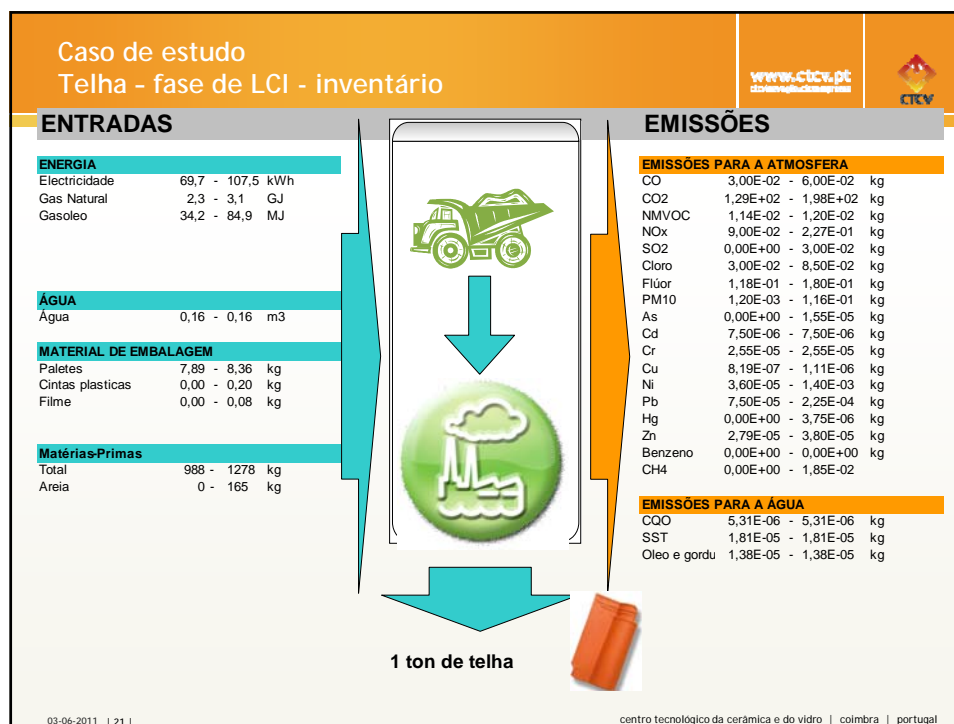 Caso de estudo
Telha - fase de LCI - inventário
www.ctcv.pt
CTCV
ENTRADAS
EMISSÕES
ENERGIA
Electricidade 69,7 - 107,5 kWh
Gas Natural 2,3 - 3,1 GJ
Gasoleo 34,2 - 84,9 MJ
ÁGUA
Água 0,16 - 0,16 m3
MATERIAL DE EMBALAGEM
Paletes 7,89 - 8,36 kg
Cintas plasticas 0,00 - 0,20 kg
Filme 0,00 - 0,08 kg
Matérias-Primas
Total 988 - 1278 kg
Areia 0 - 165 kg
EMISSÕES PARA A ATMOSFERA
CO 3,00E-02 - 6,00E-02 kg
CO2 1,29E+02 - 1,98E+02 kg
NMVOC 1,14E-02 - 1,20E-02 kg
NOx 9,00E-02 - 2,27E-01 kg
SO2 0,00E+00 - 3,00E-02 kg
Cloro 3,00E-02 - 8,50E-02 kg
Flúor 1,18E-01 - 1,80E-01 kg
PM10 1,20E-03 - 1,16E-01 kg
As 0,00E+00 - 1,55E-05 kg
Cd 7,50E-06 - 7,50E-06 kg
Cr 2,55E-05 - 2,55E-05 kg
Cu 8,19E-07 - 1,11E-06 kg
Ni 3,60E-05 - 1,40E-03 kg
Pb 7,50E-05 - 2,25E-04 kg
Hg 0,00E+00 - 3,75E-06 kg
Zn 2,79E-05 - 3,80E-05 kg
Benzeno 0,00E+00 - 0,00E+00 kg
CH4 0,00E+00 - 1,85E-02
EMISSÕES PARA A ÁGUA
CQO 5,31E-06 - 5,31E-06 kg
SST 1,81E-05 - 1,81E-05 kg
Oleo e gordu 1,38E-05 - 1,38E-05 kg
1 ton de telha
03-06-2011 | 21 |
centro tecnológico da cerâmica e do vidro | coimbra | portugal